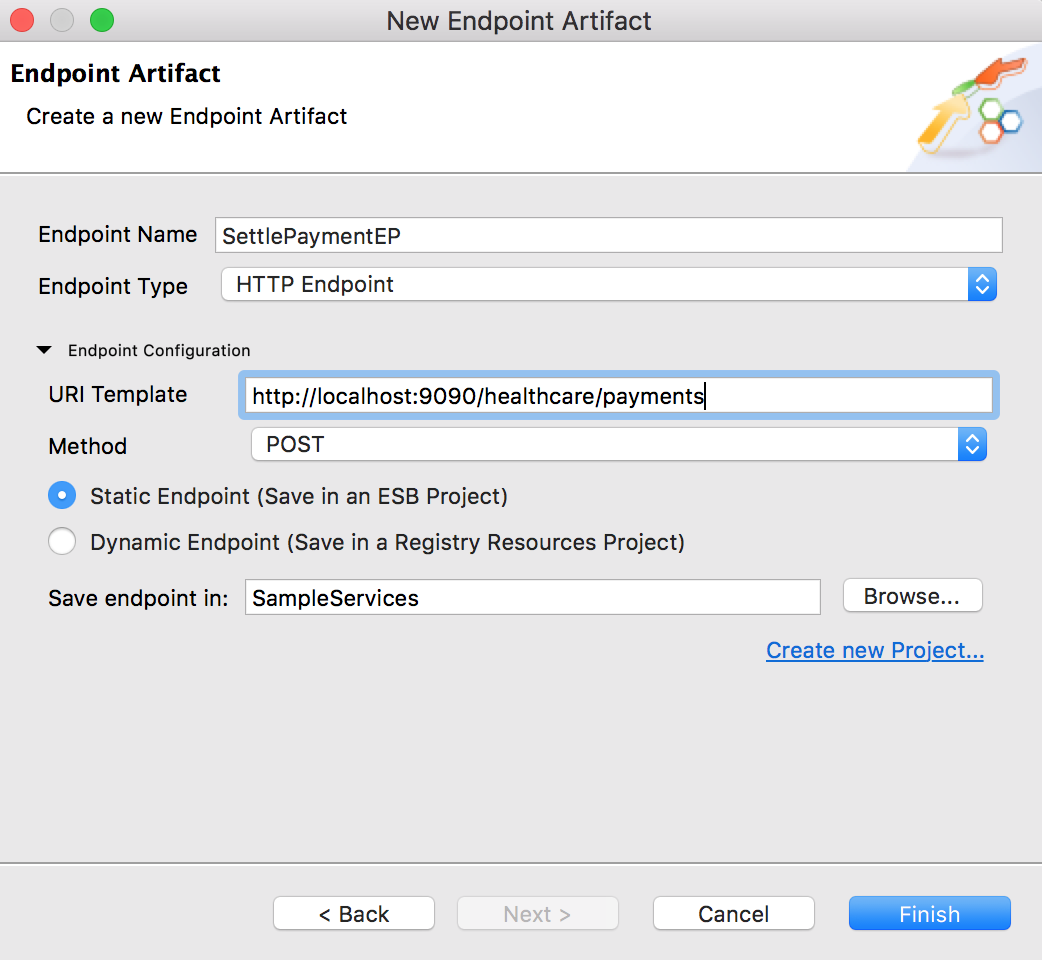 New Endpoint Artifact
Endpoint Artifact
Create a new Endpoint Artifact
Endpoint Name SettlePaymentEP
Endpoint Type HTTP Endpoint
Endpoint Configuration
URI Template http://localhost:9090/healthcare/payments
Method POST
Static Endpoint (Save in an ESB Project)
Dynamic Endpoint (Save in a Registry Resources Project)
Save endpoint in: SampleServices Browse...
Create new Project...
< Back Next > Cancel Finish